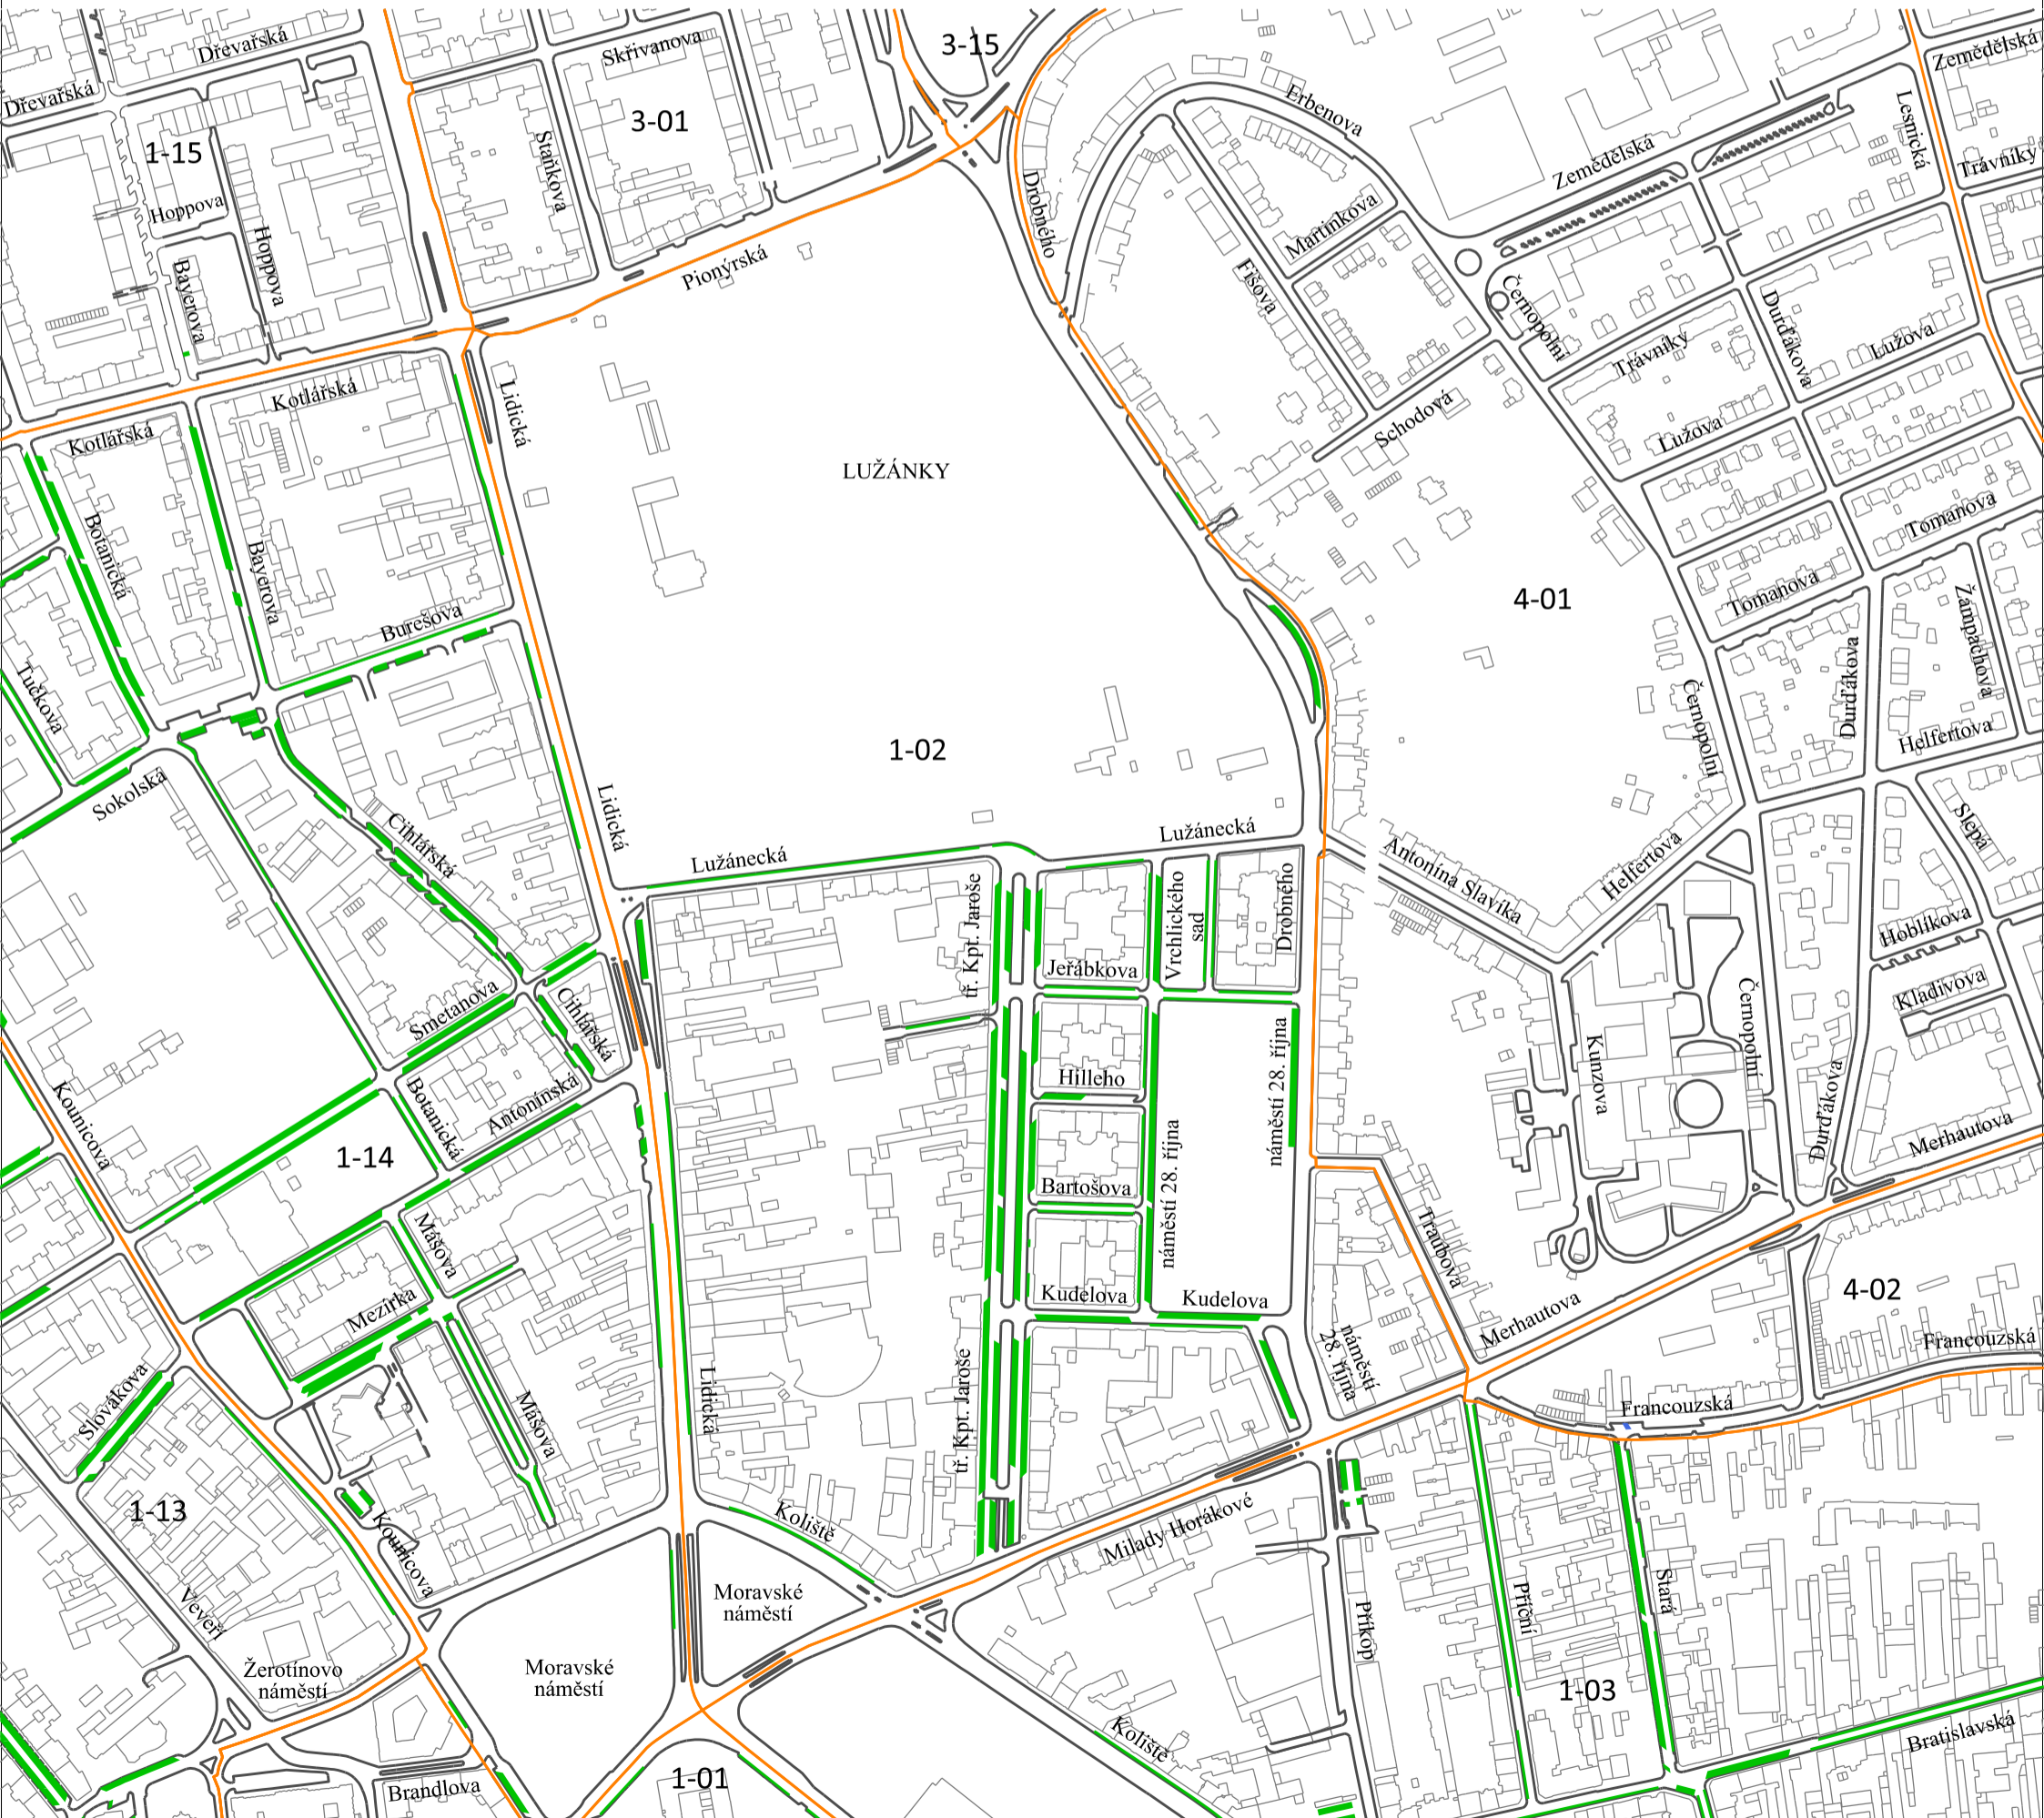 Dřevařská
Skřivanova
3-15
Zemědělská
Dřevařská
3-01
Erbenova
Lesnická
1-15
Staňkova
Zemědělská
Trávníky
Hoppova
Drobného
Martinkova
Hoppova
Pionýrská
Bayerova
Fišova
Černopolní
Durďákova
Trávníky
Lužova
Kotlářská
Lidická
Schodová
Kotlářská
Lužova
LUŽÁNKY
Tomanova
Botanická
Bayerova
Burešova
4-01
Tomanova
Žampachova
Tučkova
Durďákova
Černopolní
Helfertova
1-02
Sokolská
Lidická
Cihlářská
Lužánecká
Lužánecká
Slepá
Antonína Slavíka
Helfertova
tř. Kpt. Jaroše
Vrchlického
sad
Drobného
Hoblíkova
Jeřábkova
Smetanova
Cihlářská
Černopolní
Kladivova
náměstí 28. října
Kunzova
Hilleho
Kounicova
Botanická
Antonínská
Durďákova
Merhautova
1-14
náměstí 28. října
Bartošova
Mášova
Traubova
Mezírka
Kudelova
Kudelova
4-02
Merhautova
náměstí
28. října
Francouzská
Slovákova
Mášova
Lidická
tř. Kpt. Jaroše
Francouzská
1-13
Kounicova
Koliště
Milady Horákové
Veveří
Moravské
náměstí
Příkop
Příční
Stará
Žerotínovo
náměstí
Moravské
náměstí
1-03
Koliště
Bratislavská
Brandlova
1-01